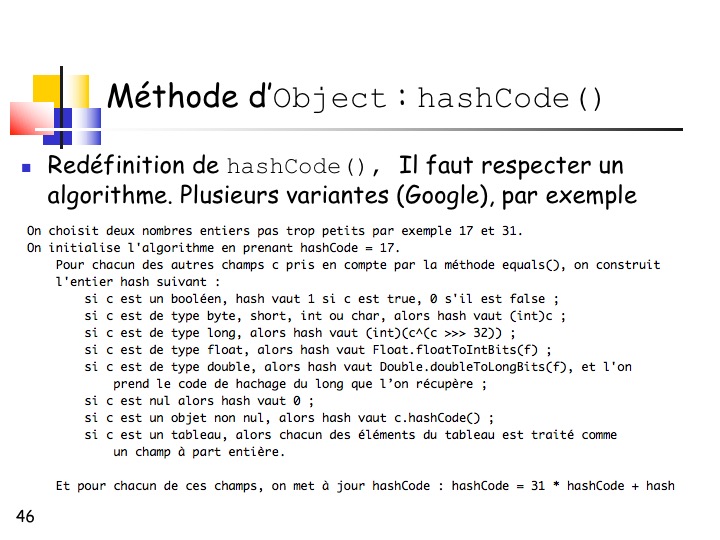 Méthode d’Object : hashCode()
Redéfinition de hashCode(), Il faut respecter un
algorithme. Plusieurs variantes (Google), par exemple
On choisit deux nombres entiers pas trop petits par exemple 17 et 31.
On initialise l'algorithme en prenant hashCode = 17.
Pour chacun des autres champs c pris en compte par la méthode equals(), on construit
l'entier hash suivant :
si c est un booléen, hash vaut 1 si c est true, 0 s'il est false ;
si c est de type byte, short, int ou char, alors hash vaut (int)c ;
si c est de type long, alors hash vaut (int)(c^(c >>> 32)) ;
si c est de type float, alors hash vaut Float.floatToIntBits(f) ;
si c est de type double, alors hash vaut Double.doubleToLongBits(f), et l'on
prend le code de hachage du long que l’on récupère ;
si c est nul alors hash vaut 0 ;
si c est un objet non nul, alors hash vaut c.hashCode() ;
si c est un tableau, alors chacun des éléments du tableau est traité comme
un champ à part entière.
Et pour chacun de ces champs, on met à jour hashCode : hashCode = 31 * hashCode + hash
46